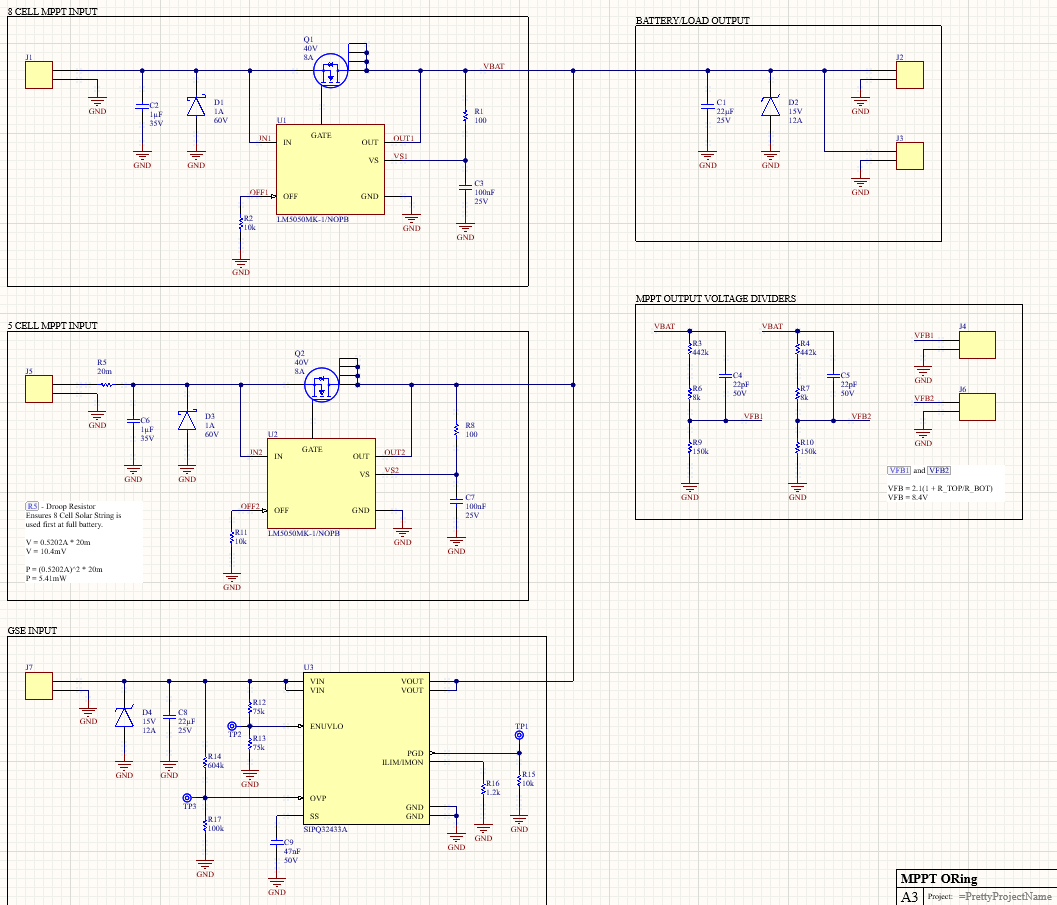 8 CELL MPPT INPUT
J1
GND
C2
1µF
35V
GND
D1
1A
60V
GND
Q1
40V
8A
VBAT
R1
100
U1
GATE
IN1
IN
OUT
OUT1
VS
VS1
OFF1
OFF
GND
LM5050MK-1/NOPB
R2
10k
GND
GND
C3
100nF
25V
GND
BATTERY/LOAD OUTPUT
J2
GND
C1
22µF
25V
GND
D2
15V
12A
GND
J3
GND
5 CELL MPPT INPUT
J5
R5
20m
GND
C6
1µF
35V
GND
D3
1A
60V
GND
Q2
40V
8A
R8
100
U2
GATE
IN2
IN
OUT
OUT2
VS
VS2
OFF2
OFF
GND
LM5050MK-1/NOPB
R11
10k
GND
GND
C7
100nF
25V
GND
R5 - Droop Resistor
Ensures 8 Cell Solar String is
used first at full battery.
V = 0.5202A * 20m
V = 10.4mV
P = (0.5202A)^2 * 20m
P = 5.41mW
MPPT OUTPUT VOLTAGE DIVIDERS
VBAT
R3
442k
R6
8k
C4
22pF
50V
VFB1
R9
150k
GND
VBAT
R4
442k
R7
8k
C5
22pF
50V
VFB2
R10
150k
GND
J4
VFB1
GND
J6
VFB2
GND
VFB1 and VFB2
VFB = 2.1(1 + R_TOP/R_BOT)
VFB = 8.4V
GSE INPUT
J7
GND
D4
15V
12A
GND
C8
22µF
25V
GND
R12
75k
TP2
R13
75k
GND
R14
604k
TP3
R17
100k
GND
U3
VIN
VIN
ENUVLO
OVP
SS
VOUT
VOUT
PGD
ILIM/IMON
GND
GND
SIPQ32433A
C9
47nF
50V
GND
GND
R16
1.2k
GND
TP1
R15
10k
GND
MPPT ORing
A3
Project: =PrettyProjectName